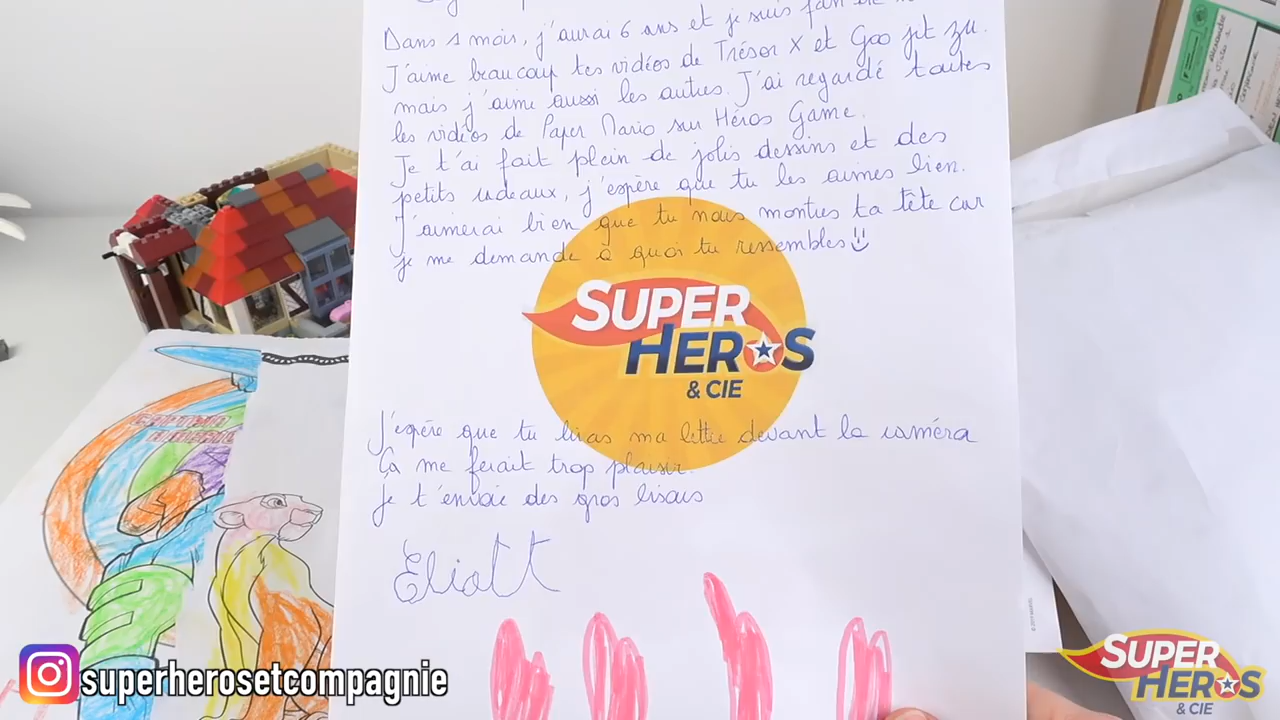 Dans 1 mois, j'aurai 6 ans et je suis fan de
J'aime beaucoup tes vidéos de Trésor X et Goo jit zu.
mais j'aime aussi les autres. J'ai regardé toutes
les vidéos de Paper Mario sur Héros Game.
Je t'ai fait plein de jolis dessins et des
petits cadeaux, j'espère que tu les aimes bien.
J'aimerai bien que tu nous montres ta tête car
je me demande à quoi tu ressembles
SUPER
HEROS
& CIE
J'espère que tu liras ma lettre devant la caméra
Ça me ferait trop plaisir.
Je t'envoie des gros bisous
Eliott
CAPTAIN
AMERICA
superherosetcompagnie
SUPER
HEROS
& CIE